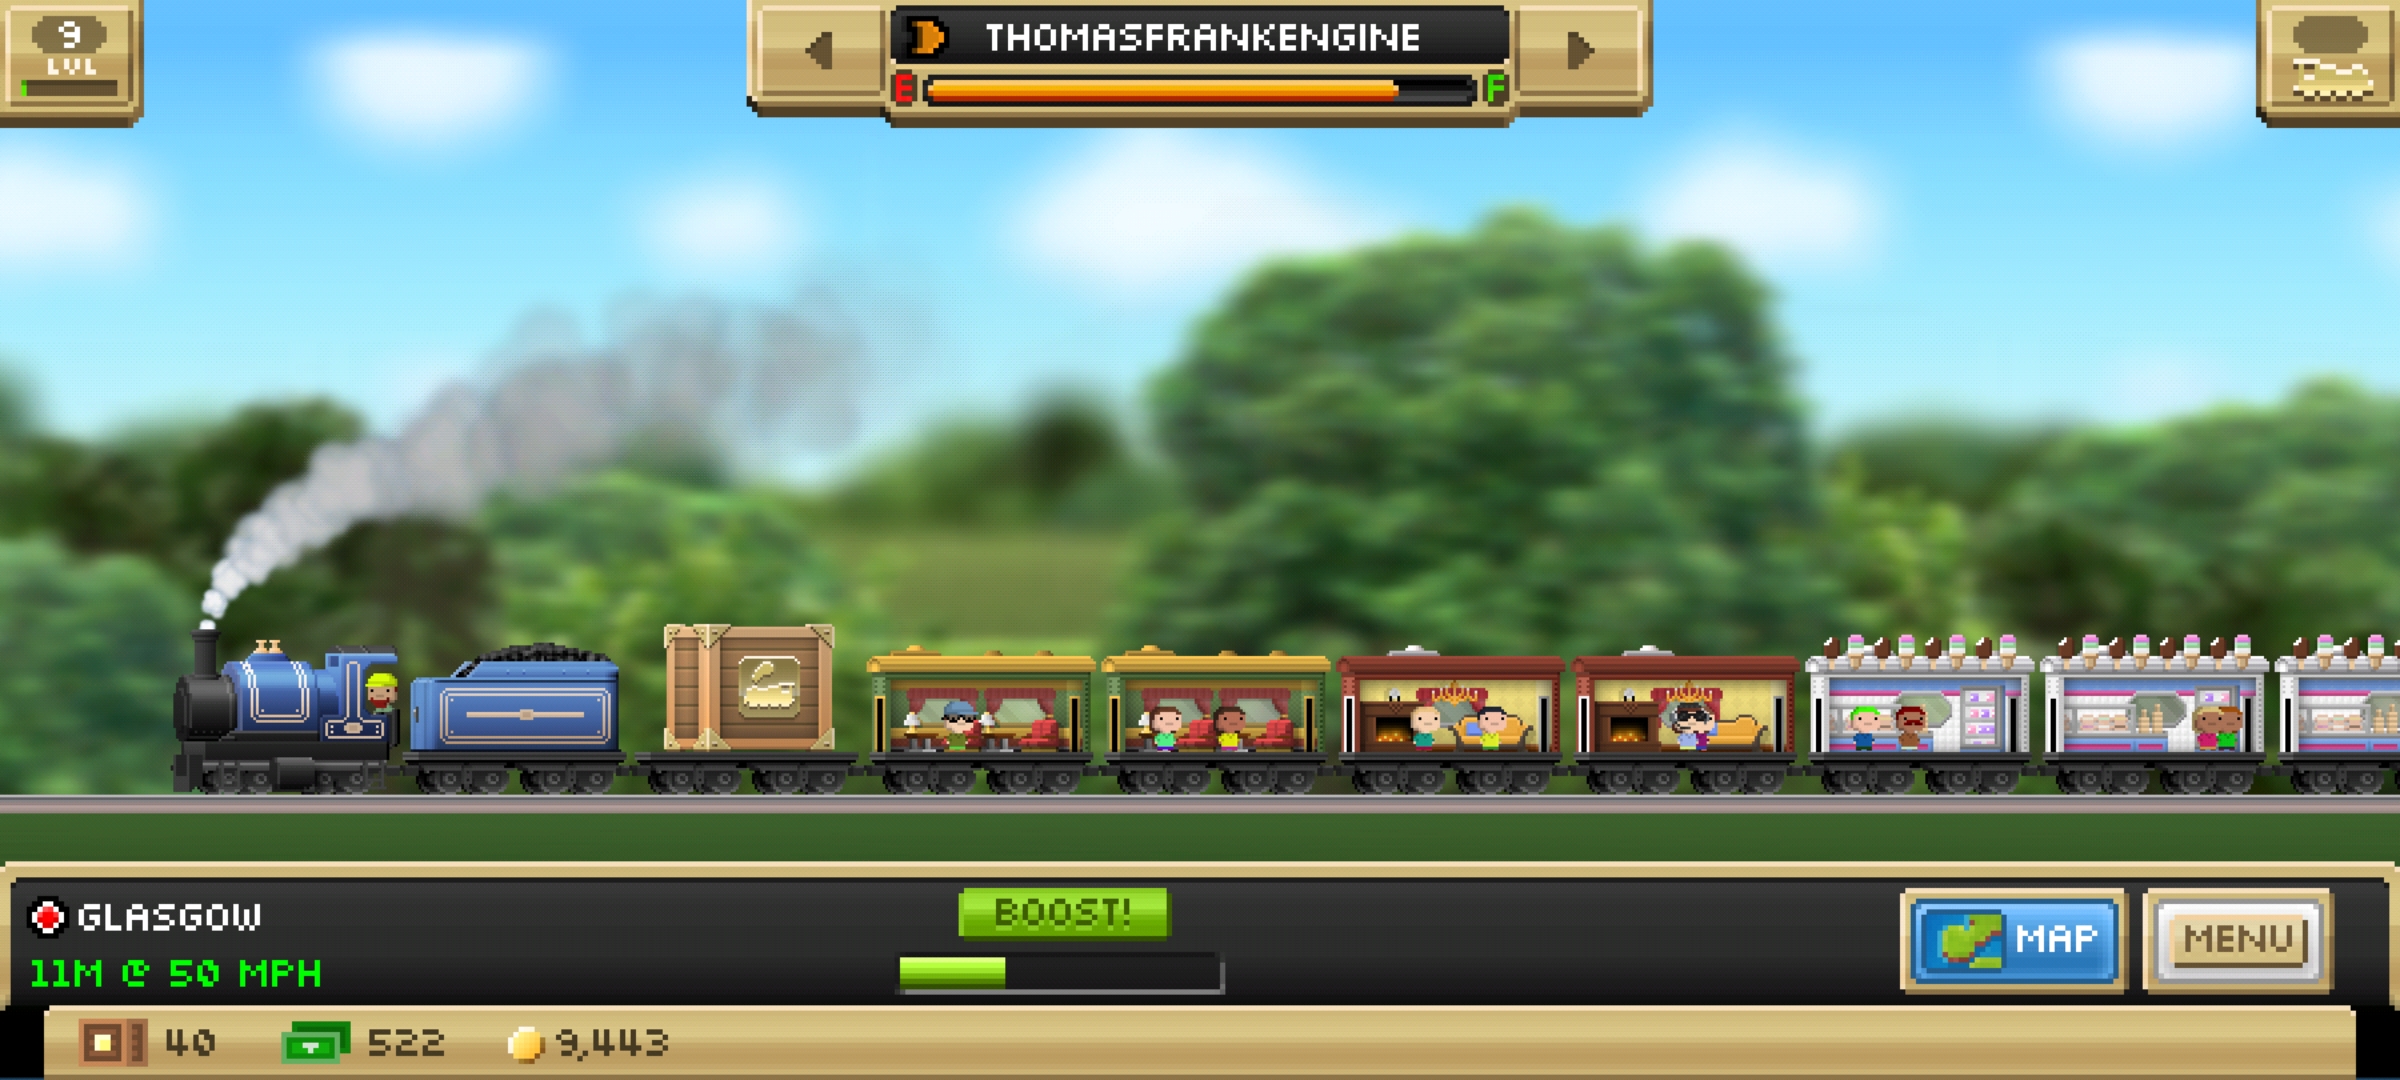 9
LVL
THOMASFRANKENGINE
E F
GLASGOW
11M @ 50 MPH
BOOST!
MAP
MENU
40
522
9,443